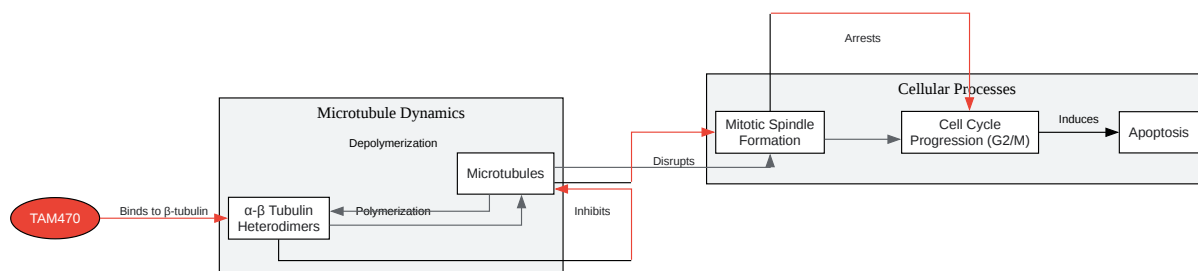 Arrests
Cellular Processes
Mitotic Spindle
Formation
Cell Cycle
Progression (G2/M)
Induces
Apoptosis
Microtubule Dynamics
Depolymerization
Microtubules
Disrupts
TAM470
Binds to β-tubulin
α-β Tubulin
Heterodimers
Polymerization
Inhibits